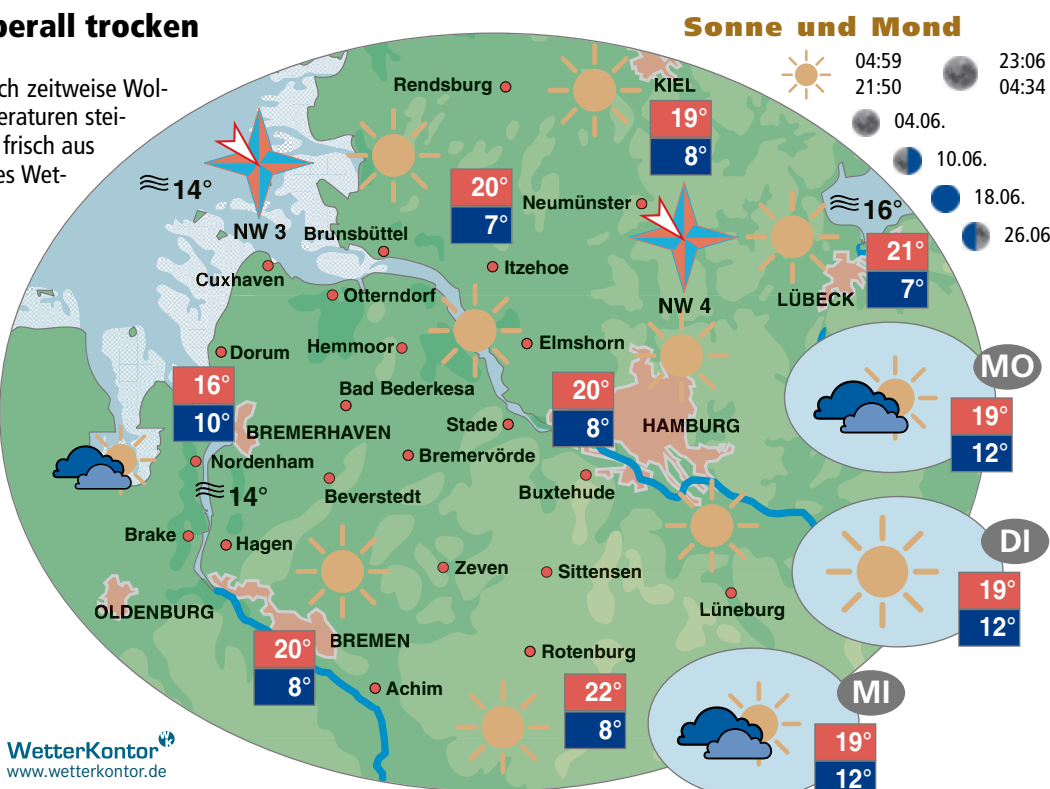 perall trocken
ch zeitweise Wol-
eraturen stei-
frisch aus
es Wet-
Sonne und Mond
04:59
21:50
23:06
04:34
04.06.
10.06.
18.06.
26.06
Rendsburg
KIEL
19°
8°
14°
NW 3
20°
7°
Neumünster
16°
Brunsbüttel
Itzehoe
NW 4
21°
7°
LÜBECK
Cuxhaven
Otterndorf
Dorum
Hemmoor
Elmshorn
MO
19°
12°
16°
10°
Bad Bederkesa
20°
8°
HAMBURG
BREMERHAVEN
Stade
Nordenham
Bremervörde
14°
Beverstedt
Buxtehude
Brake
Hagen
DI
19°
12°
Zeven
Sittensen
OLDENBURG
Lüneburg
BREMEN
20°
8°
Rotenburg
Achim
22°
8°
MI
19°
12°
WetterKontor
www.wetterkontor.de